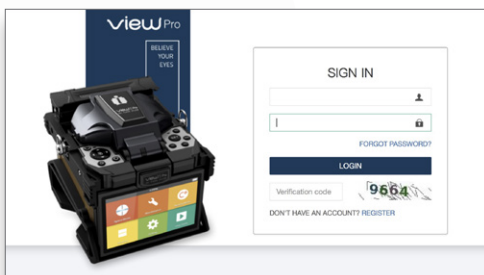 view Pro
BELIEVE
YOUR
EYES
SIGN IN
FORGOT PASSWORD?
LOGIN
Verification code
9664
DON'T HAVE AN ACCOUNT? REGISTER